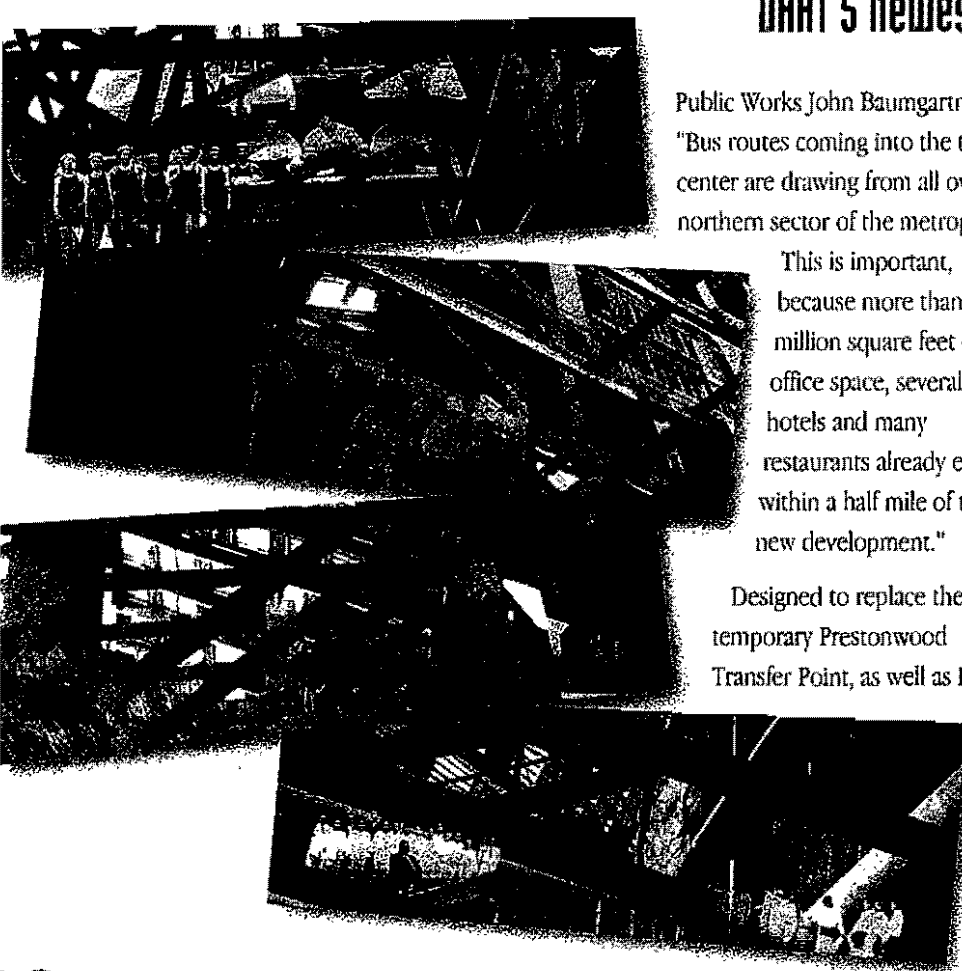 DART'S newes
Public Works John Baumgartn
"Bus routes coming into the t
center are drawing from all ov
northern sector of the metrop
This is important,
because more than
million square feet
office space, several
hotels and many
restaurants already e
within a half mile of t
new development."
Designed to replace the
temporary Prestonwood
Transfer Point, as well as